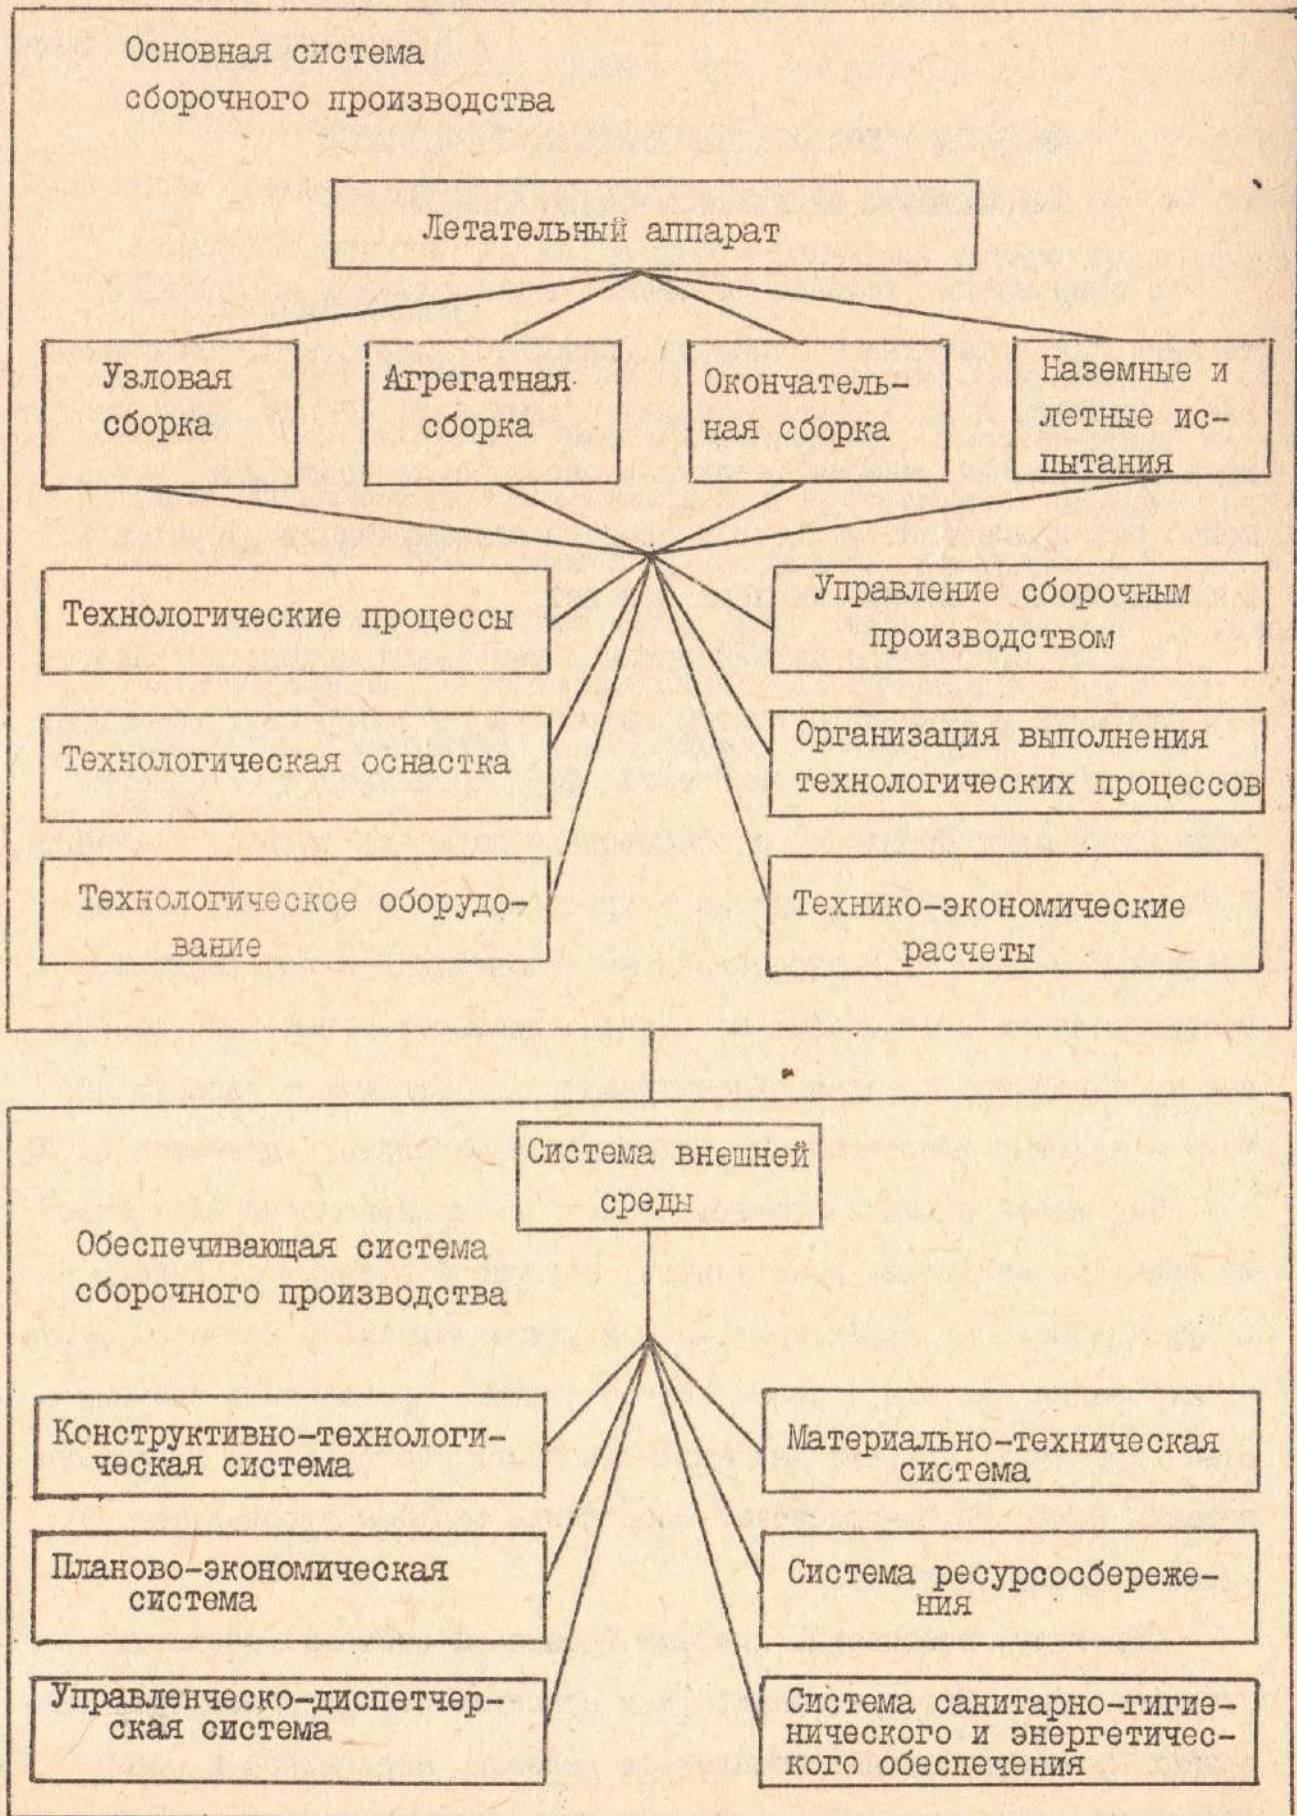 Основная система
сборочного производства
Летательный аппарат
Узловая
сборка
Агрегатная
сборка
Окончатель-
ная сборка
Наземные и
летные ис-
пытания
Технологические процессы
Управление сборочным
производством
Технологическая оснастка
Организация выполнения
технологических процессов
Технологическое оборудо-
вание
Технико-экономические
расчеты
Система внешней
среды
Обеспечивающая система
сборочного производства
Конструктивно-технологи-
ческая система
Материально-техническая
система
Планово-экономическая
система
Система ресурсосбереже-
ния
Управленческо-диспетчер-
ская система
Система санитарно-гигие-
нического и энергетичес-
кого обеспечения